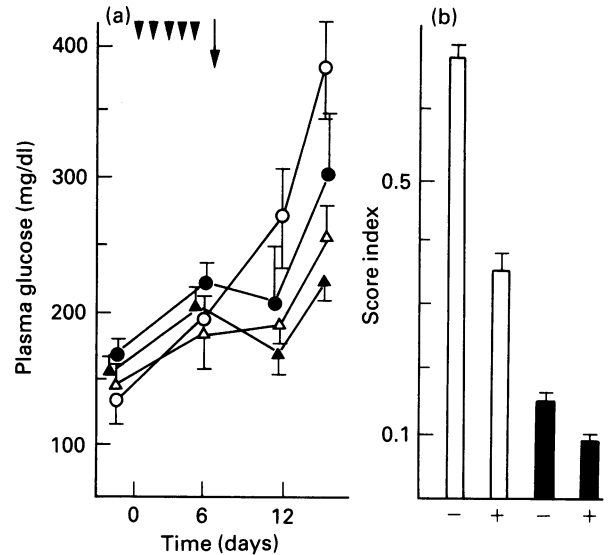 (a)
400
300
200
100
Plasma glucose (mg/dl)
0 6 12
Time (days)
(b)
0.5
0.1
Score index
− + − +